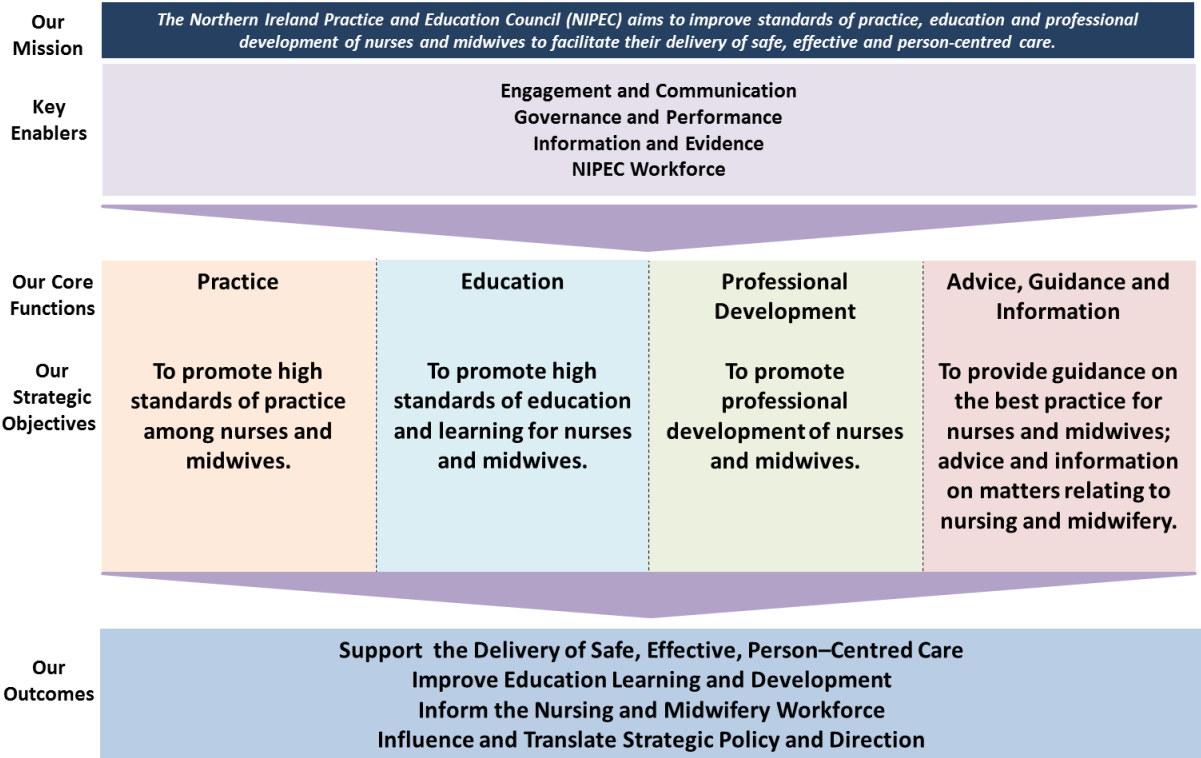 Our
Mission
The Northern Ireland Practice and Education Council (NIPEC) aims to improve standards of practice, education and professional
development of nurses and midwives to facilitate their delivery of safe, effective and person-centred care.
Key
Enablers
Engagement and Communication
Governance and Performance
Information and Evidence
NIPEC Workforce
Our Core
Functions
Practice
Education
Professional
Development
Advice, Guidance and
Information
Our
Strategic
Objectives
To promote high
standards of practice
among nurses and
midwives.
To promote high
standards of education
and learning for nurses
and midwives.
To promote
professional
development of nurses
and midwives.
To provide guidance on
the best practice for
nurses and midwives;
advice and information
on matters relating to
nursing and midwifery.
Our
Outcomes
Support the Delivery of Safe, Effective, Person–Centred Care
Improve Education Learning and Development
Inform the Nursing and Midwifery Workforce
Influence and Translate Strategic Policy and Direction